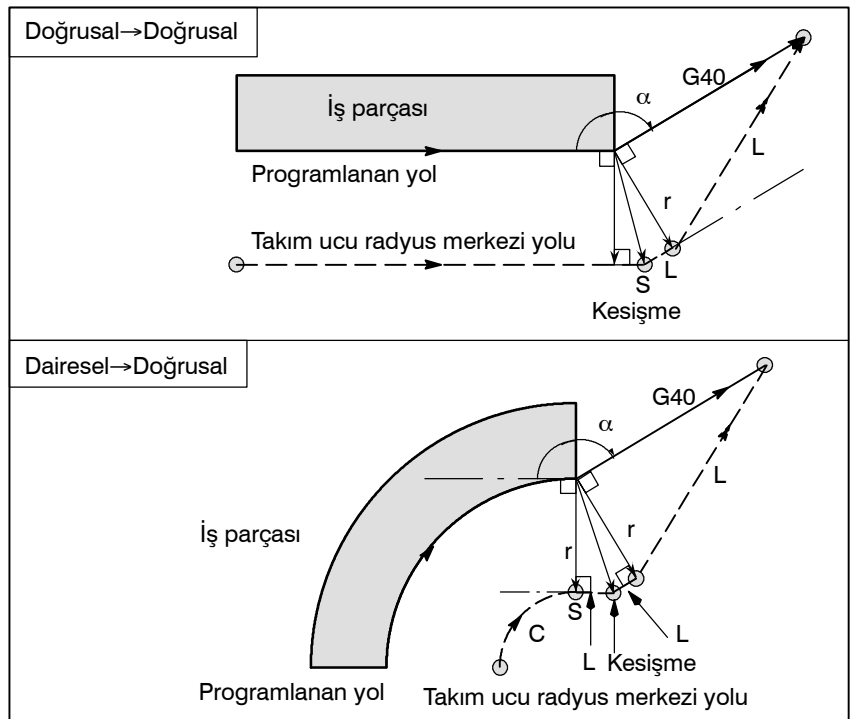 Doğrusal→Doğrusal
G40
α
İş parçası
L
Programlanan yol
r
Takım ucu radyus merkezi yolu
L
S
Kesişme
Dairesel→Doğrusal
G40
α
L
İş parçası
r
r
S
C
L
L
Kesişme
Programlanan yol
Takım ucu radyus merkezi yolu